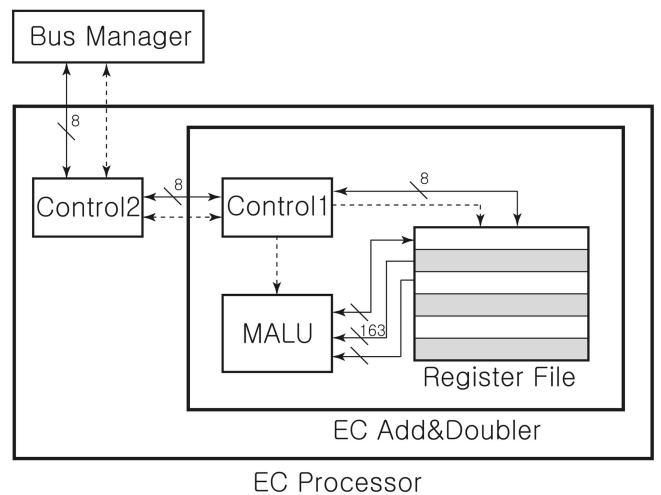 Bus Manager
8
Control2
8
Control1
8
MALU
163
Register File
EC Add&Doubler
EC Processor